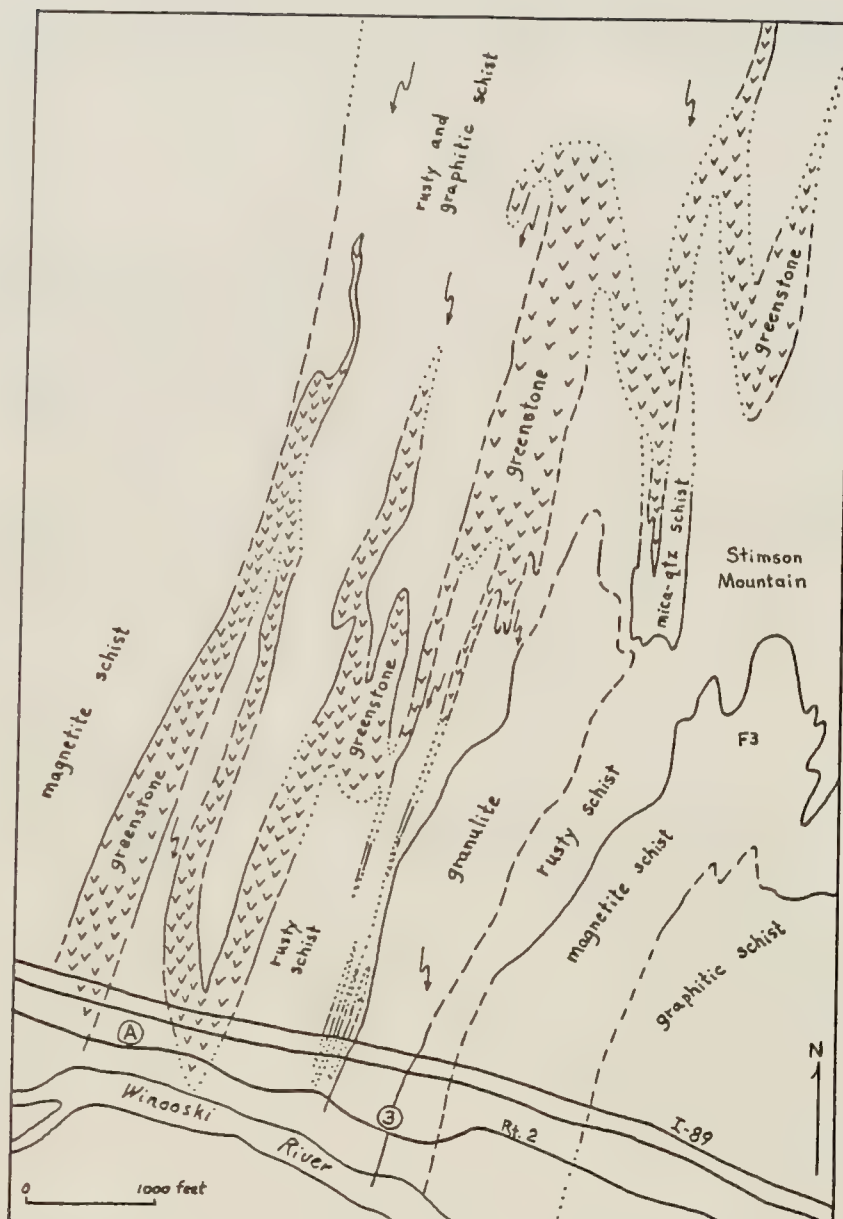 rusty and
graphitic schist
greenstone
greenstone
mica-qtz schist
Stimson
Mountain
magnetite schist
greenstone
greenstone
F3
granulite
rusty schist
magnetite schist
rusty
schist
graphitic schist
N
A
3
Winooski
River
Rt. 2
I-89
0
1000 feet